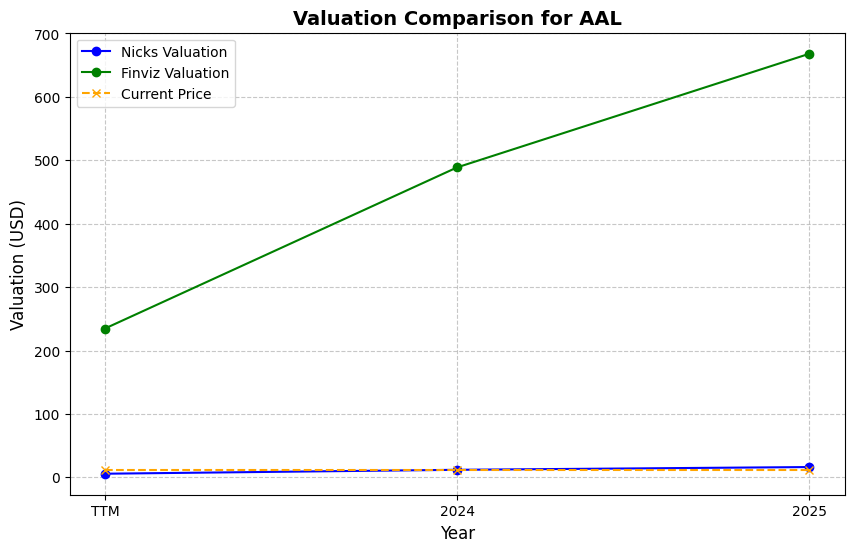 Valuation Comparison for AAL
Nicks Valuation
Finviz Valuation
Current Price
Valuation (USD)
700
600
500
400
300
200
100
0
TTM
2024
2025
Year